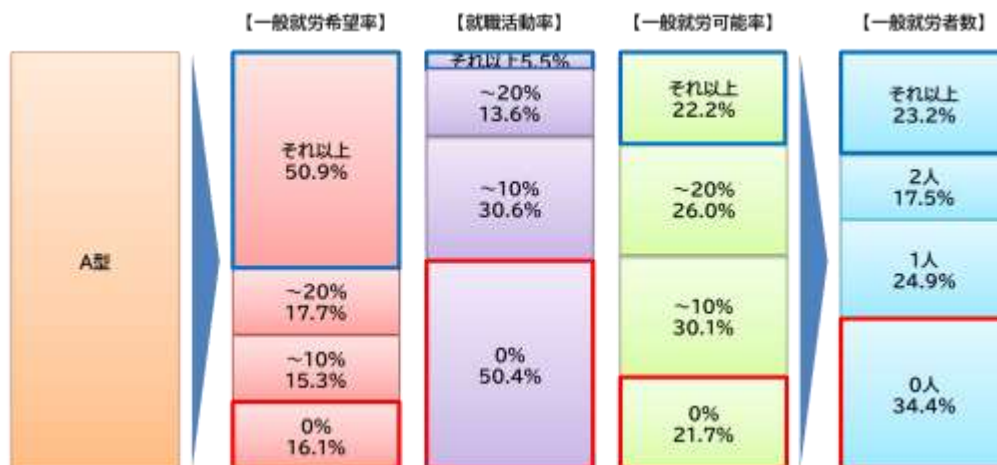 【一般就労希望率】
【就職活動率】
【一般就労可能率】
【一般就労者数】
A型
それ以上
50.9%
～20%
17.7%
～10%
15.3%
0%
16.1%
それ以上5.5%
～20%
13.6%
～10%
30.6%
0%
50.4%
それ以上
22.2%
～20%
26.0%
～10%
30.1%
0%
21.7%
それ以上
23.2%
2人
17.5%
1人
24.9%
0人
34.4%